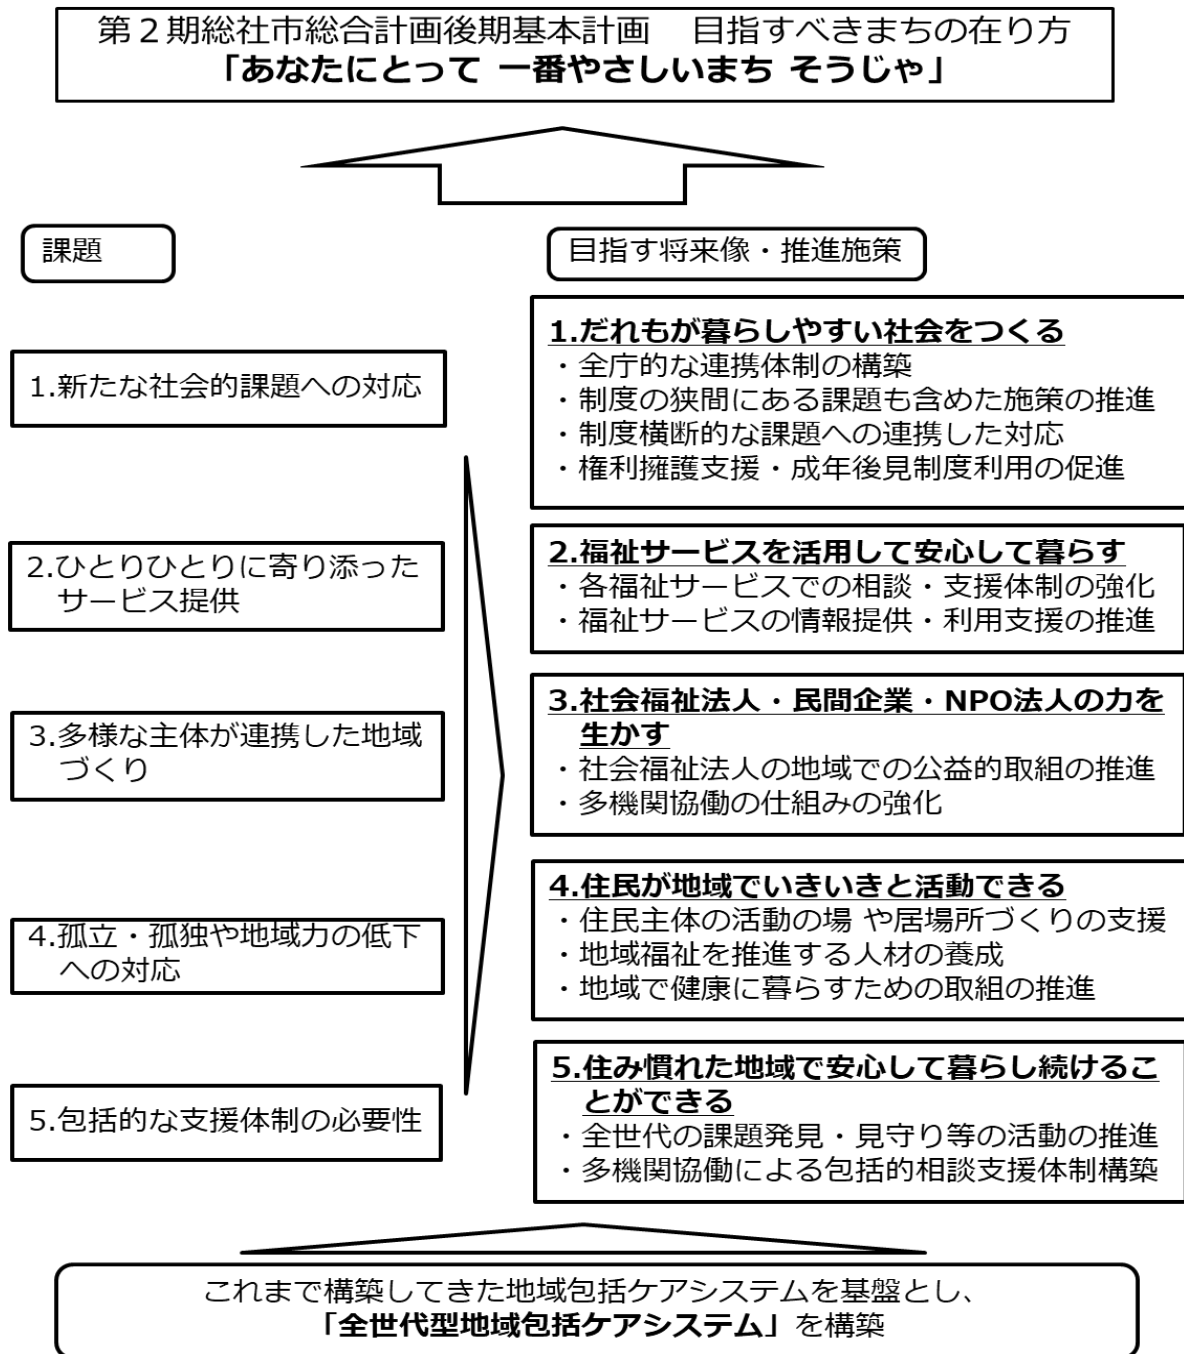 第２期総社市総合計画後期基本計画　目指すべきまちの在り方
「あなたにとって 一番やさしいまち そうじゃ」
課題
目指す将来像・推進施策
1.新たな社会的課題への対応
2.ひとりひとりに寄り添った
サービス提供
3.多様な主体が連携した地域
づくり
4.孤立・孤独や地域力の低下
への対応
5.包括的な支援体制の必要性
1.だれもが暮らしやすい社会をつくる
・全庁的な連携体制の構築
・制度の狭間にある課題も含めた施策の推進
・制度横断的な課題への連携した対応
・権利擁護支援・成年後見制度利用の促進
2.福祉サービスを活用して安心して暮らす
・各福祉サービスでの相談・支援体制の強化
・福祉サービスの情報提供・利用支援の推進
3.社会福祉法人・民間企業・NPO法人の力を
生かす
・社会福祉法人の地域での公益的取組の推進
・多機関協働の仕組みの強化
4.住民が地域でいきいきと活動できる
・住民主体の活動の場 や居場所づくりの支援
・地域福祉を推進する人材の養成
・地域で健康に暮らすための取組の推進
5.住み慣れた地域で安心して暮らし続けるこ
とができる
・全世代の課題発見・見守り等の活動の推進
・多機関協働による包括的相談支援体制構築
これまで構築してきた地域包括ケアシステムを基盤とし、
「全世代型地域包括ケアシステム」を構築